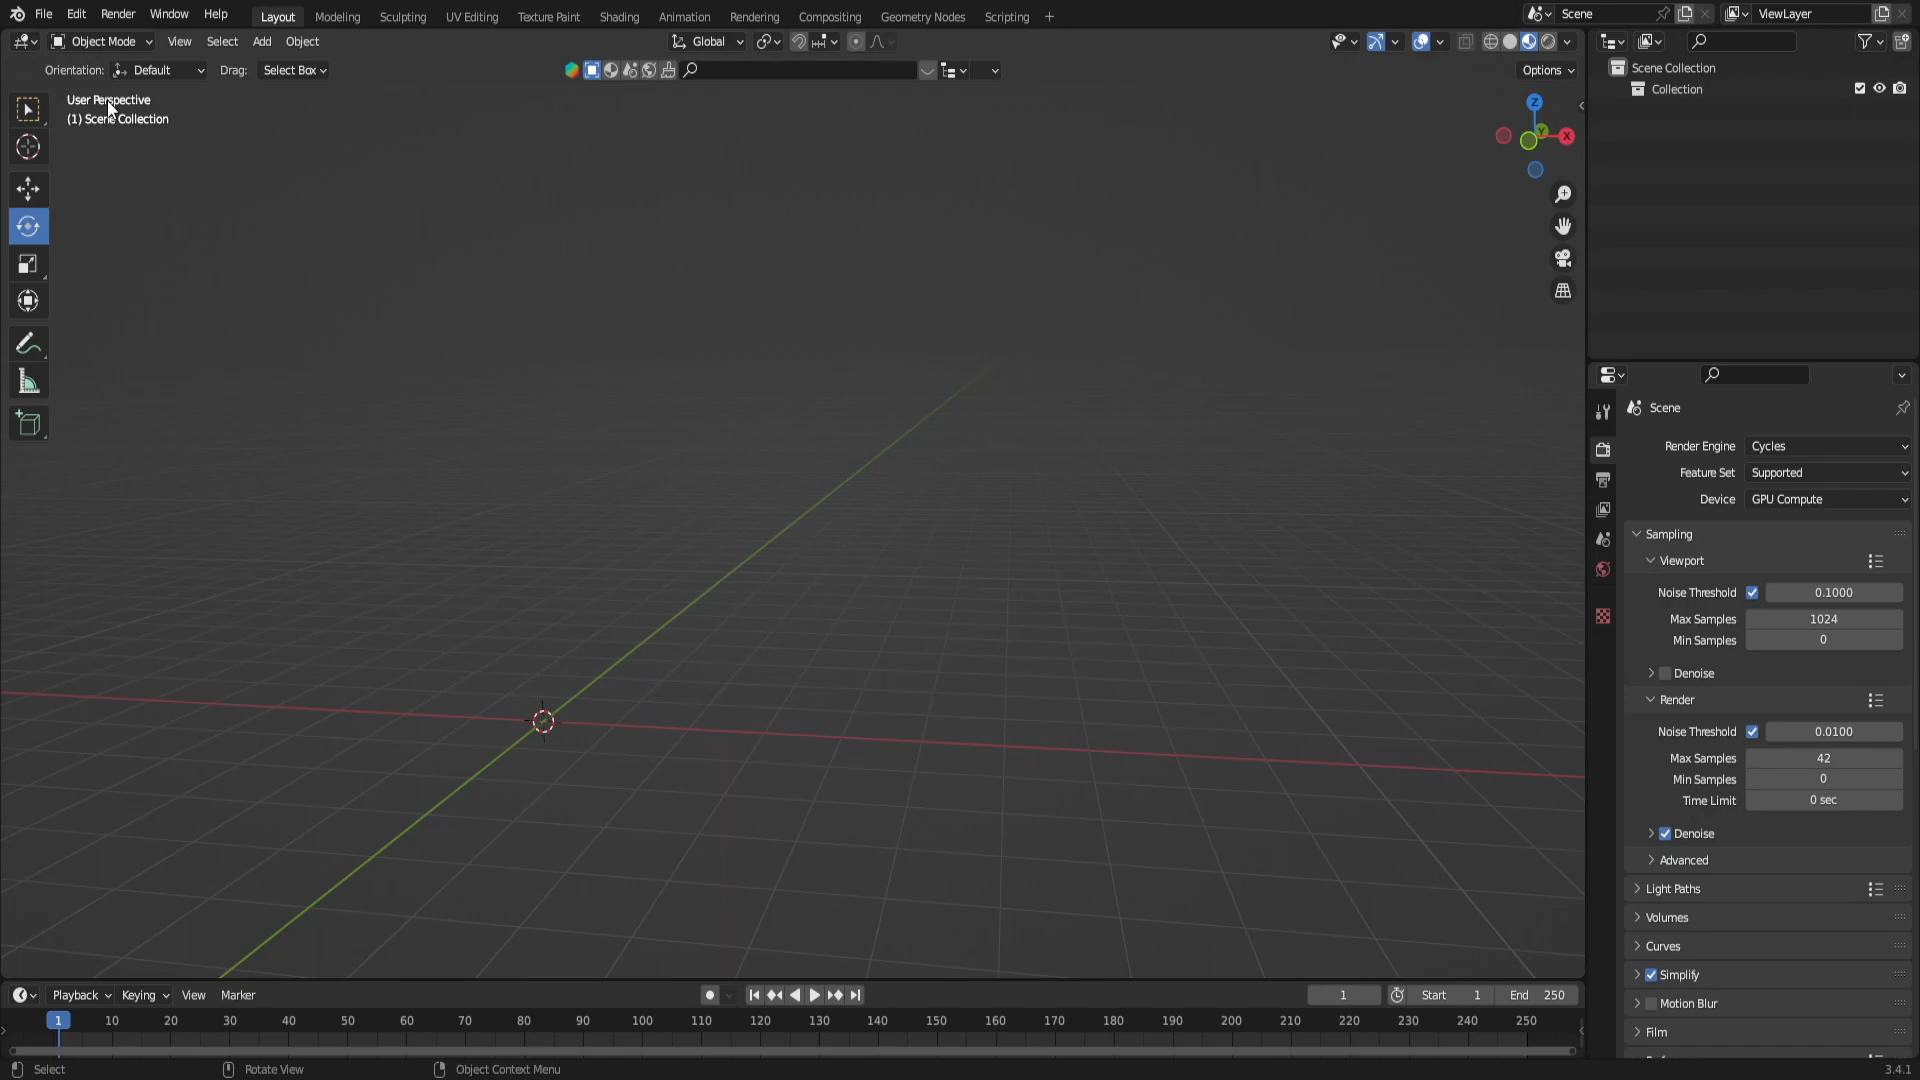 File Edit Render Window Help Layout Modeling Sculpting UV Editing Texture Paint Shading Animation Rendering Compositing Geometry Nodes Scripting + Scene ViewLayer
Object Mode View Select Add Object Global
Orientation: Default Drag: Select Box Options
User Perspective
(1) Scene Collection
Z
Y
X
Scene Collection
Collection
Scene
Render Engine Cycles
Feature Set Supported
Device GPU Compute
Sampling
Viewport
Noise Threshold 0.1000
Max Samples 1024
Min Samples 0
Denoise
Render
Noise Threshold 0.0100
Max Samples 42
Min Samples 0
Time Limit 0 sec
Denoise
Advanced
Light Paths
Volumes
Curves
Simplify
Motion Blur
Film
Playback Keying View Marker 1 Start 1 End 250
1 10 20 30 40 50 60 70 80 90 100 110 120 130 140 150 160 170 180 190 200 210 220 230 240 250
Select Rotate View Object Context Menu 3.4.1